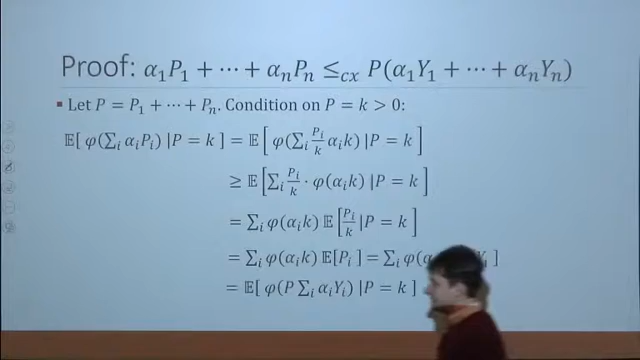 Proof: α₁P₁ + ⋯ + αₙPₙ ≤_cx P(α₁Y₁ + ⋯ + αₙYₙ)
▪ Let P = P₁ + ⋯ + Pₙ. Condition on P = k > 0:
𝔼[ φ(∑ᵢ αᵢPᵢ) |P = k ] = 𝔼[ φ(∑ᵢ Pᵢ/k αᵢk) |P = k ]
≥ 𝔼[∑ᵢ Pᵢ/k · φ(αᵢk) |P = k ]
= ∑ᵢ φ(αᵢk) 𝔼[Pᵢ/k |P = k ]
= ∑ᵢ φ(αᵢk) 𝔼[Pᵢ ] = ∑ᵢ φ(α ]
= 𝔼[ φ(P ∑ᵢ αᵢYᵢ) |P = k ]